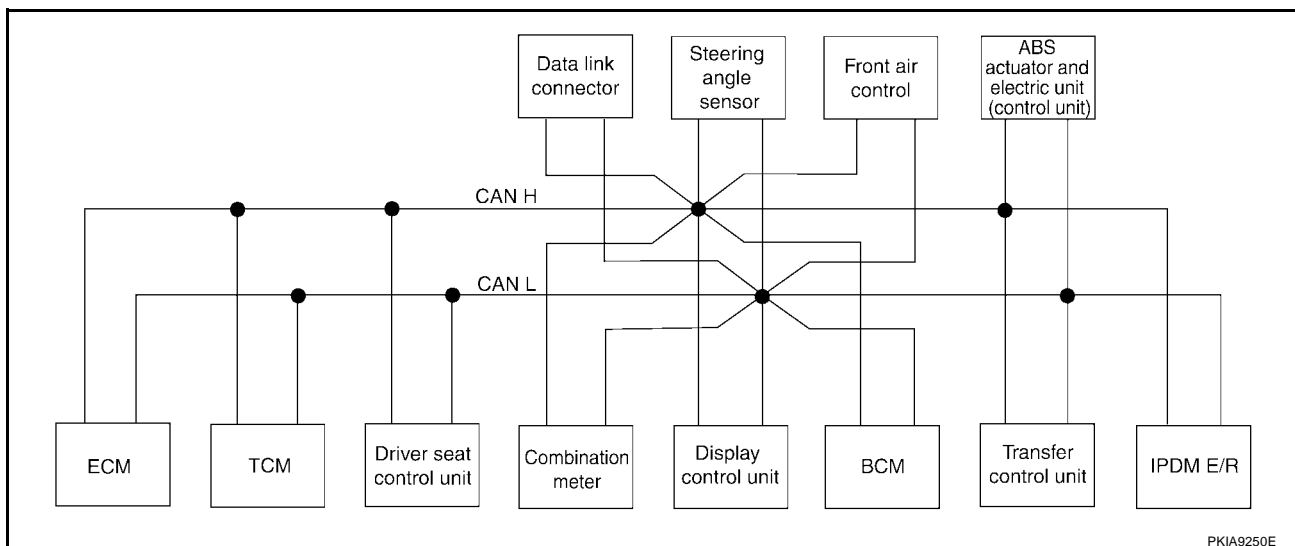 Data link
connector
Steering
angle
sensor
Front air
control
ABS
actuator and
electric unit
(control unit)
CAN H
CAN L
ECM
TCM
Driver seat
control unit
Combination
meter
Display
control unit
BCM
Transfer
control unit
IPDM E/R
PKIA9250E